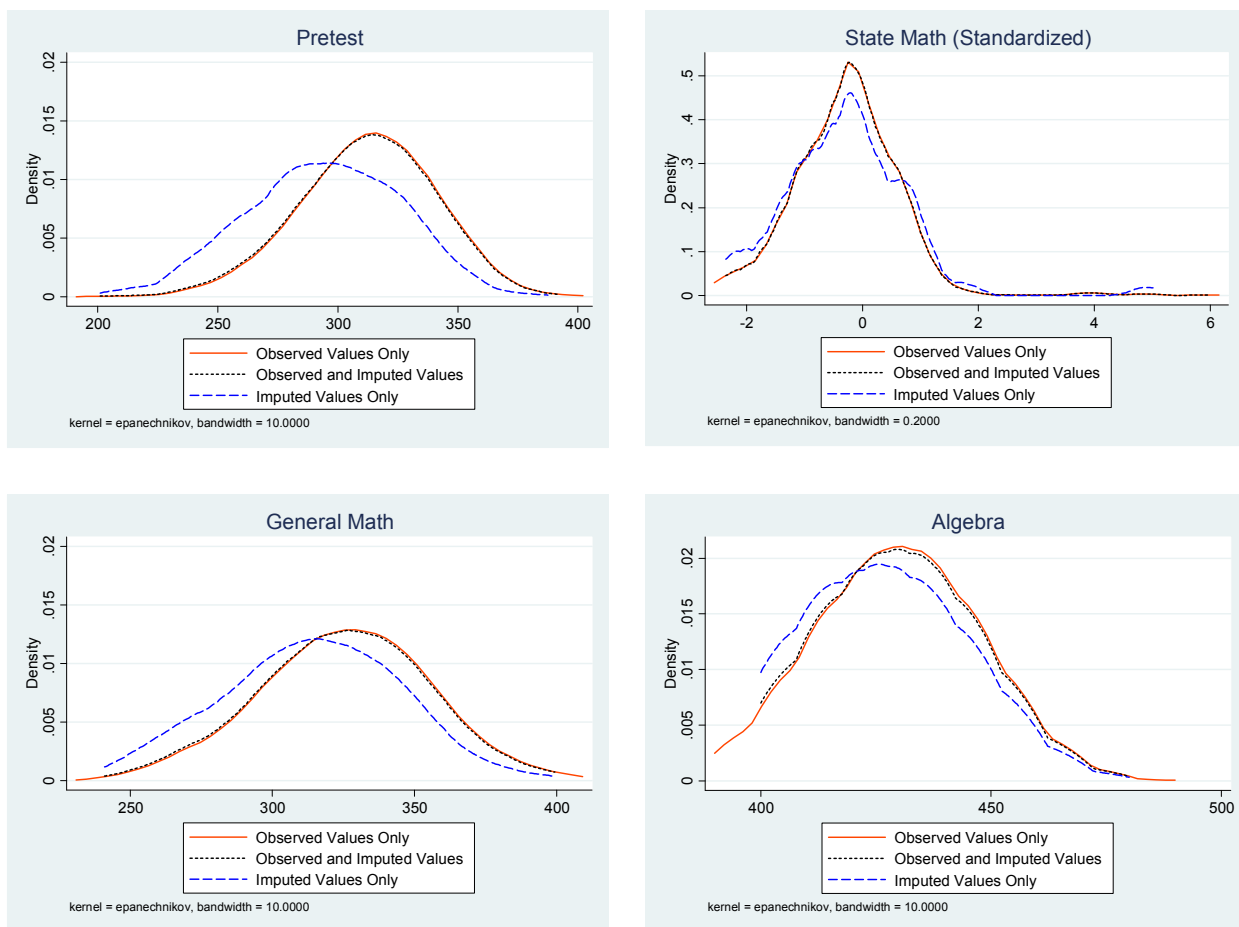 Pretest
.02
.015
.01
.005
0
Density
200 250 300 350 400
Observed Values Only
Observed and Imputed Values
Imputed Values Only
kernel = epanechnikov, bandwidth = 10.0000
State Math (Standardized)
.5
.4
.3
.2
.1
0
Density
-2 0 2 4 6
Observed Values Only
Observed and Imputed Values
Imputed Values Only
kernel = epanechnikov, bandwidth = 0.2000
General Math
.02
.015
.01
.005
0
Density
250 300 350 400
Observed Values Only
Observed and Imputed Values
Imputed Values Only
kernel = epanechnikov, bandwidth = 10.0000
Algebra
.02
.015
.01
.005
0
Density
400 450 500
Observed Values Only
Observed and Imputed Values
Imputed Values Only
kernel = epanechnikov, bandwidth = 10.0000